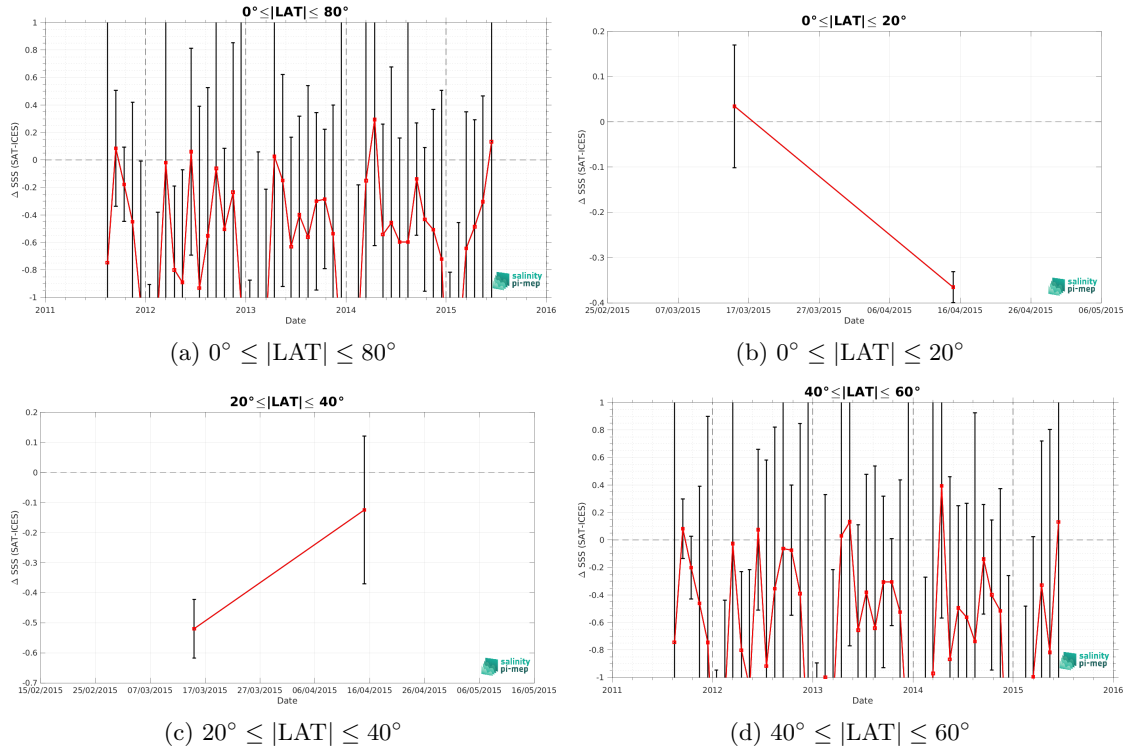 0°≤|LAT|≤ 80°
1
0.8
0.6
0.4
0.2
0
-0.2
-0.4
-0.6
-0.8
-1
Δ SSS (SAT-ICES)
2011
2012
2013
2014
2015
2016
Date
salinity
pi-mep
(a) 0° ≤ |LAT| ≤ 80°
0°≤|LAT|≤ 20°
0.2
0.1
0
-0.1
-0.2
-0.3
-0.4
Δ SSS (SAT-ICES)
25/02/2015
07/03/2015
17/03/2015
27/03/2015
06/04/2015
16/04/2015
26/04/2015
06/05/2015
Date
salinity
pi-mep
(b) 0° ≤ |LAT| ≤ 20°
20°≤|LAT|≤ 40°
0.2
0.1
0
-0.1
-0.2
-0.3
-0.4
-0.5
-0.6
-0.7
Δ SSS (SAT-ICES)
15/02/2015
25/02/2015
07/03/2015
17/03/2015
27/03/2015
06/04/2015
16/04/2015
26/04/2015
06/05/2015
16/05/2015
Date
salinity
pi-mep
(c) 20° ≤ |LAT| ≤ 40°
40°≤|LAT|≤ 60°
1
0.8
0.6
0.4
0.2
0
-0.2
-0.4
-0.6
-0.8
-1
Δ SSS (SAT-ICES)
2011
2012
2013
2014
2015
2016
Date
salinity
pi-mep
(d) 40° ≤ |LAT| ≤ 60°